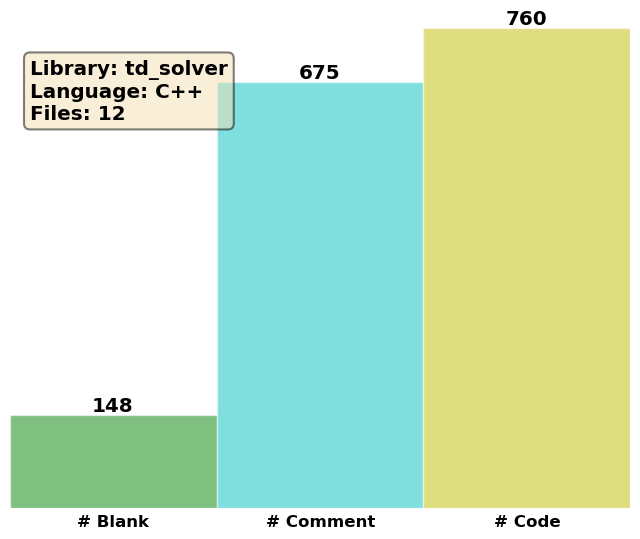 760
675
Library: td_solver
Language: C++
Files: 12
148
# Blank
# Comment
# Code